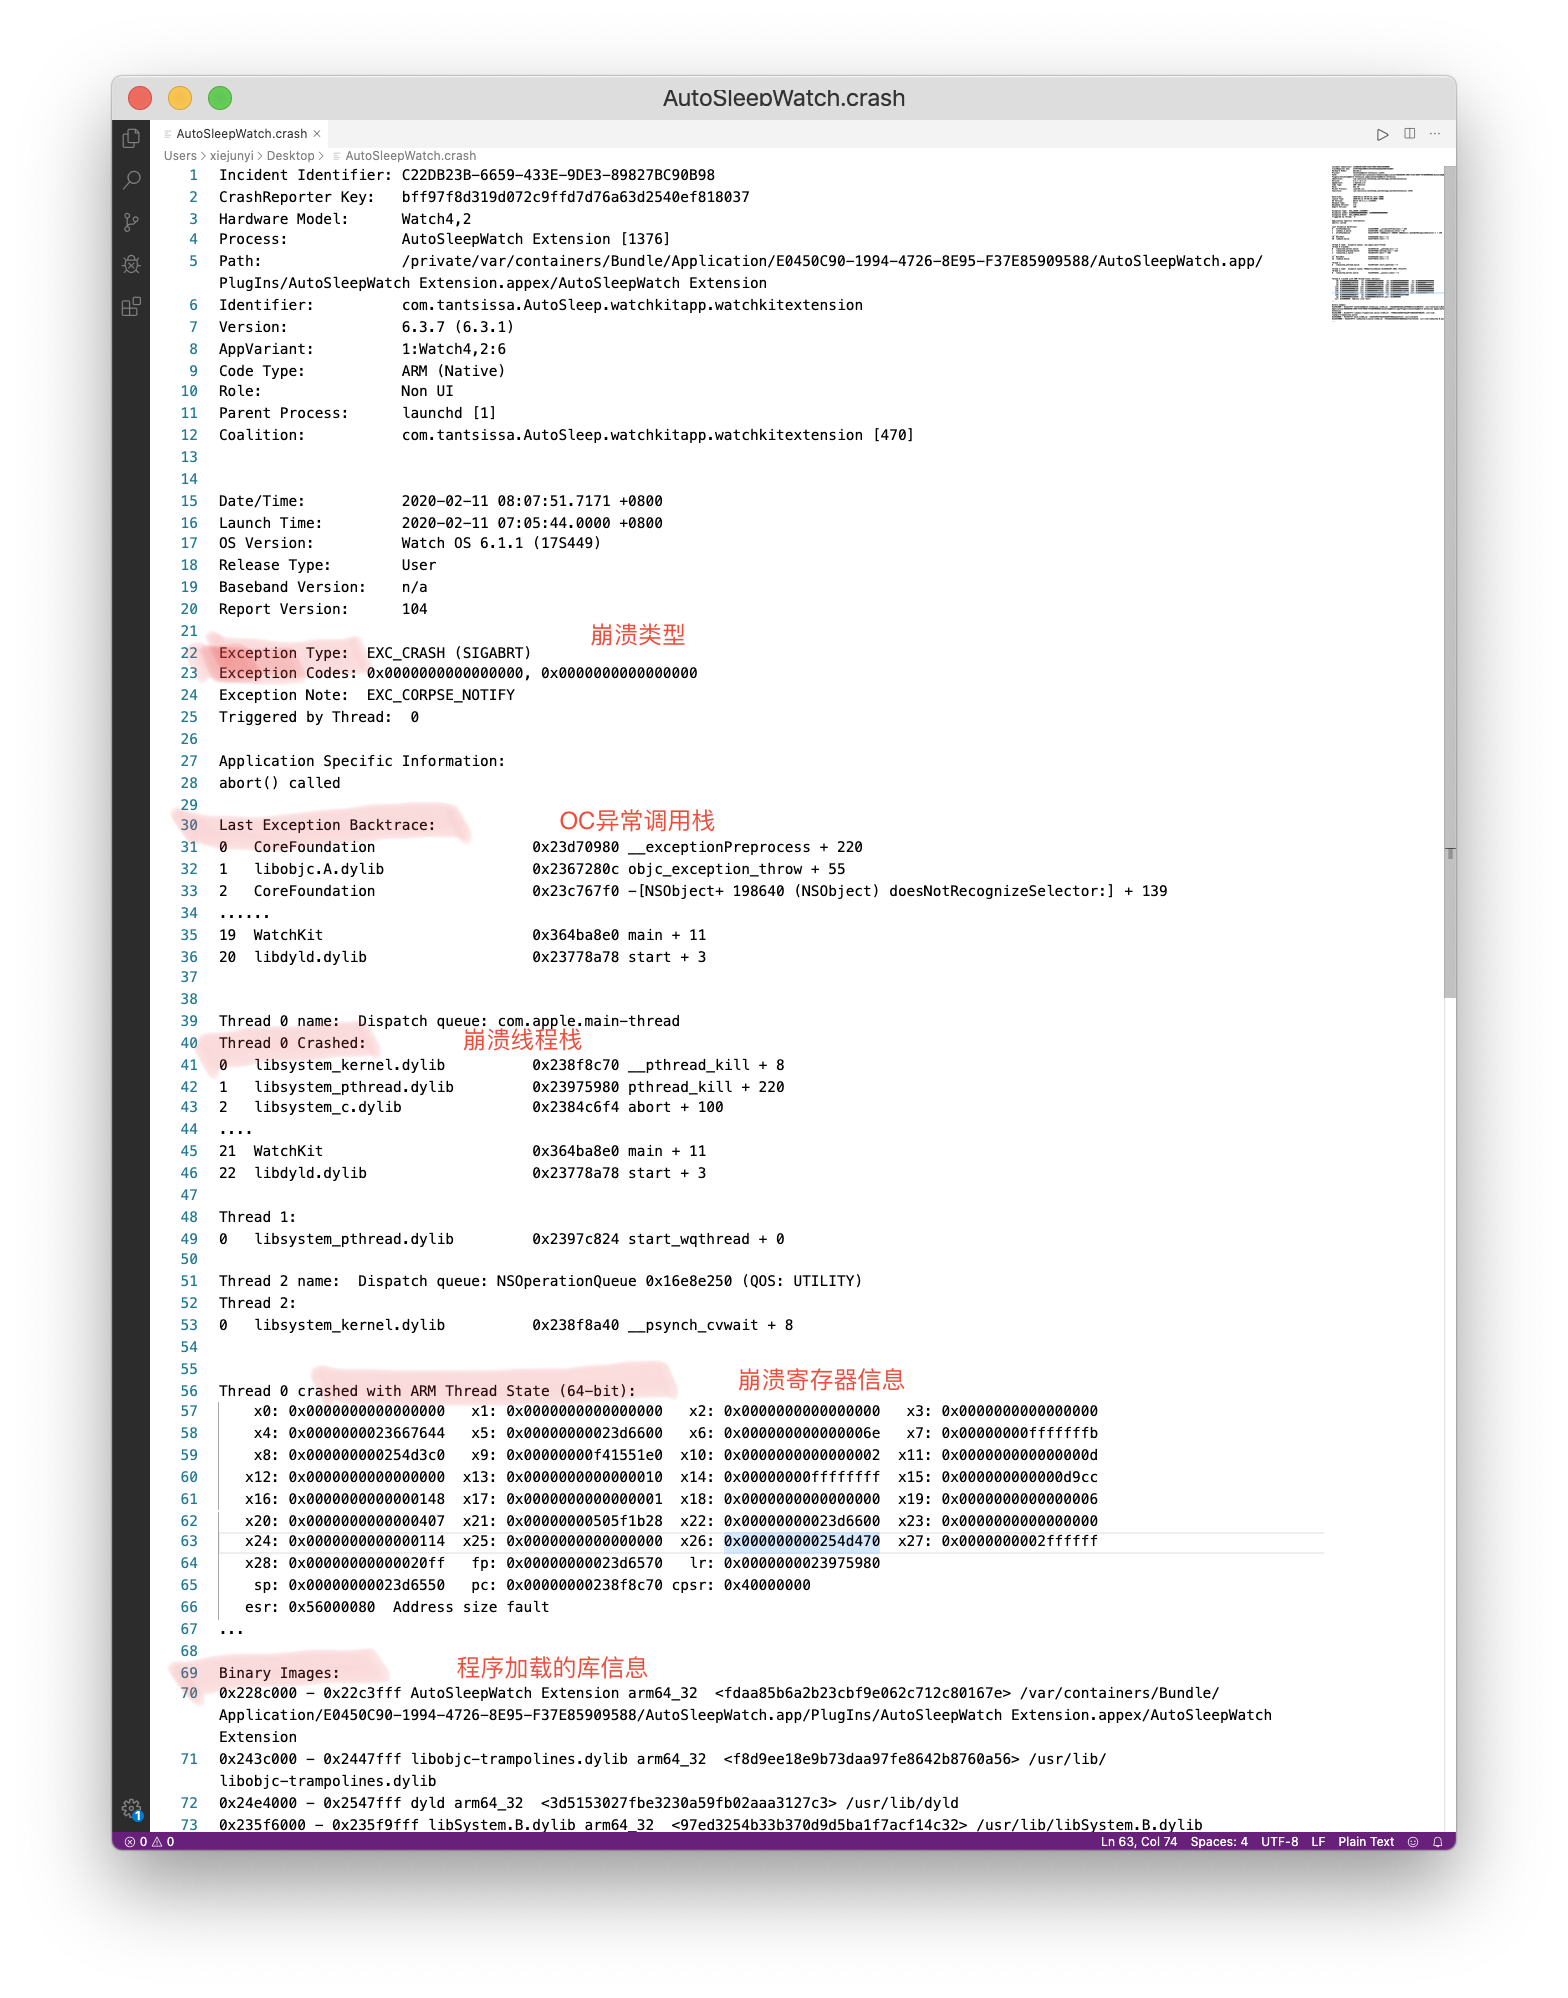 AutoSleepWatch.crash
AutoSleepWatch.crash
Users > xiejunyi > Desktop > AutoSleepWatch.crash
1 Incident Identifier: C22DB23B-6659-433E-9DE3-89827BC90B98
2 CrashReporter Key: bff97f8d319d072c9ffd7d76a63d2540ef818037
3 Hardware Model: Watch4,2
4 Process: AutoSleepWatch Extension [1376]
5 Path: /private/var/containers/Bundle/Application/E0450C90-1994-4726-8E95-F37E85909588/AutoSleepWatch.app/
PlugIns/AutoSleepWatch Extension.appex/AutoSleepWatch Extension
6 Identifier: com.tantsissa.AutoSleep.watchkitapp.watchkitextension
7 Version: 6.3.7 (6.3.1)
8 AppVariant: 1:Watch4,2:6
9 Code Type: ARM (Native)
10 Role: Non UI
11 Parent Process: launchd [1]
12 Coalition: com.tantsissa.AutoSleep.watchkitapp.watchkitextension [470]
13
14
15 Date/Time: 2020-02-11 08:07:51.7171 +0800
16 Launch Time: 2020-02-11 07:05:44.0000 +0800
17 OS Version: Watch OS 6.1.1 (17S449)
18 Release Type: User
19 Baseband Version: n/a
20 Report Version: 104
21
崩溃类型
22 Exception Type: EXC_CRASH (SIGABRT)
23 Exception Codes: 0x0000000000000000, 0x0000000000000000
24 Exception Note: EXC_CORPSE_NOTIFY
25 Triggered by Thread: 0
26
27 Application Specific Information:
28 abort() called
29
30 Last Exception Backtrace: OC异常调用栈
31 0 CoreFoundation 0x23d70980 __exceptionPreprocess + 220
32 1 libobjc.A.dylib 0x2367280c objc_exception_throw + 55
33 2 CoreFoundation 0x23c767f0 -[NSObject+ 198640 (NSObject) doesNotRecognizeSelector:] + 139
34 ......
35 19 WatchKit 0x364ba8e0 main + 11
36 20 libdyld.dylib 0x23778a78 start + 3
37
38
39 Thread 0 name: Dispatch queue: com.apple.main-thread
40 Thread 0 Crashed: 崩溃线程栈
41 0 libsystem_kernel.dylib 0x238f8c70 __pthread_kill + 8
42 1 libsystem_pthread.dylib 0x23975980 pthread_kill + 220
43 2 libsystem_c.dylib 0x2384c6f4 abort + 100
44 ....
45 21 WatchKit 0x364ba8e0 main + 11
46 22 libdyld.dylib 0x23778a78 start + 3
47
48 Thread 1:
49 0 libsystem_pthread.dylib 0x2397c824 start_wqthread + 0
50
51 Thread 2 name: Dispatch queue: NSOperationQueue 0x16e8e250 (QOS: UTILITY)
52 Thread 2:
53 0 libsystem_kernel.dylib 0x238f8a40 __psynch_cvwait + 8
54
55
崩溃寄存器信息
56 Thread 0 crashed with ARM Thread State (64-bit):
57 x0: 0x0000000000000000 x1: 0x0000000000000000 x2: 0x0000000000000000 x3: 0x0000000000000000
58 x4: 0x0000000023667644 x5: 0x00000000023d6600 x6: 0x000000000000006e x7: 0x00000000fffffffb
59 x8: 0x000000000254d3c0 x9: 0x00000000f41551e0 x10: 0x0000000000000002 x11: 0x000000000000000d
60 x12: 0x0000000000000000 x13: 0x0000000000000010 x14: 0x00000000ffffffff x15: 0x000000000000d9cc
61 x16: 0x0000000000000148 x17: 0x0000000000000001 x18: 0x0000000000000000 x19: 0x0000000000000006
62 x20: 0x0000000000000407 x21: 0x00000000505f1b28 x22: 0x00000000023d6600 x23: 0x0000000000000000
63 x24: 0x0000000000000114 x25: 0x0000000000000000 x26: 0x000000000254d470 x27: 0x0000000002ffffff
64 x28: 0x00000000000020ff fp: 0x00000000023d6570 lr: 0x0000000023975980
65 sp: 0x00000000023d6550 pc: 0x00000000238f8c70 cpsr: 0x40000000
66 esr: 0x56000080 Address size fault
67 ...
68
69 Binary Images: 程序加载的库信息
70 0x228c000 - 0x22c3fff AutoSleepWatch Extension arm64_32 <fdaa85b6a2b23cbf9e062c712c80167e> /var/containers/Bundle/
Application/E0450C90-1994-4726-8E95-F37E85909588/AutoSleepWatch.app/PlugIns/AutoSleepWatch Extension.appex/AutoSleepWatch
Extension
71 0x243c000 - 0x2447fff libobjc-trampolines.dylib arm64_32 <f8d9ee18e9b73daa97fe8642b8760a56> /usr/lib/
libobjc-trampolines.dylib
72 0x24e4000 - 0x2547fff dyld arm64_32 <3d5153027fbe3230a59fb02aaa3127c3> /usr/lib/dyld
73 0x235f6000 - 0x235f9fff libSystem.B.dylib arm64_32 <97ed3254b33b370d9d5ba1f7acf14c32> /usr/lib/libSystem.B.dylib
1
0 0 Ln 63, Col 74 Spaces: 4 UTF-8 LF Plain Text